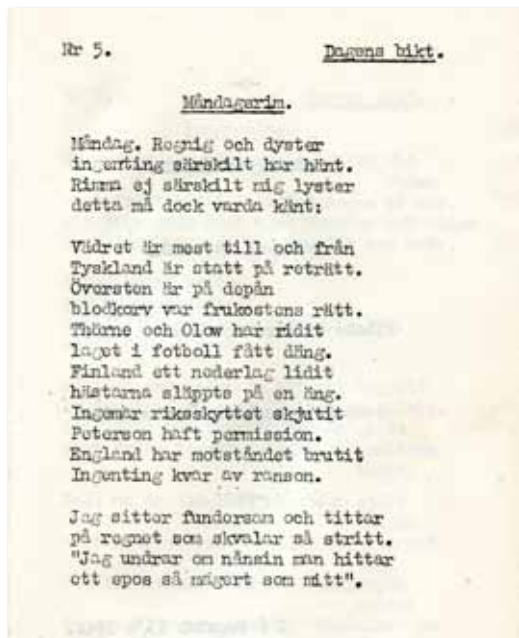 Nr 5.
Dagens bikt.
Måndagsrim.
Måndag. Regnig och dyster
ingenting särskilt har hänt.
Rimma ej särskilt mig lyster
detta må dock varda känt:
Vädret är mest till och från
Tyskland är statt på reträtt.
Översten är på depån
blodkorv var frukostens rätt.
Thörne och Olow har ridit
laget i fotboll fått däng.
Finland ett nederlag lidit
hästarna släppts på en äng.
Ingemar riksskyttet skjutit
Peterson haft permission.
England har motståndet brutit
Ingenting kvar av ranson.
Jag sitter fundersam och tittar
på regnet som skvalar så stritt.
"Jag undrar om nånsin man hittar
ett epos så magert som mitt".